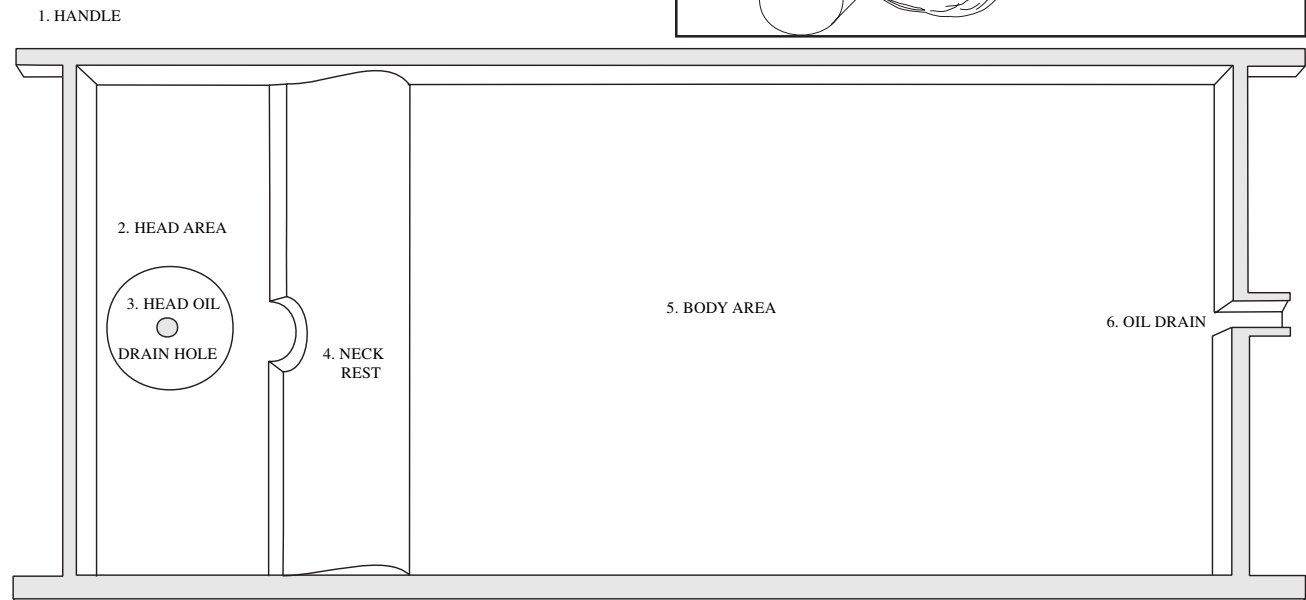 1. HANDLE
2. HEAD AREA
3. HEAD OIL
DRAIN HOLE
4. NECK
REST
5. BODY AREA
6. OIL DRAIN